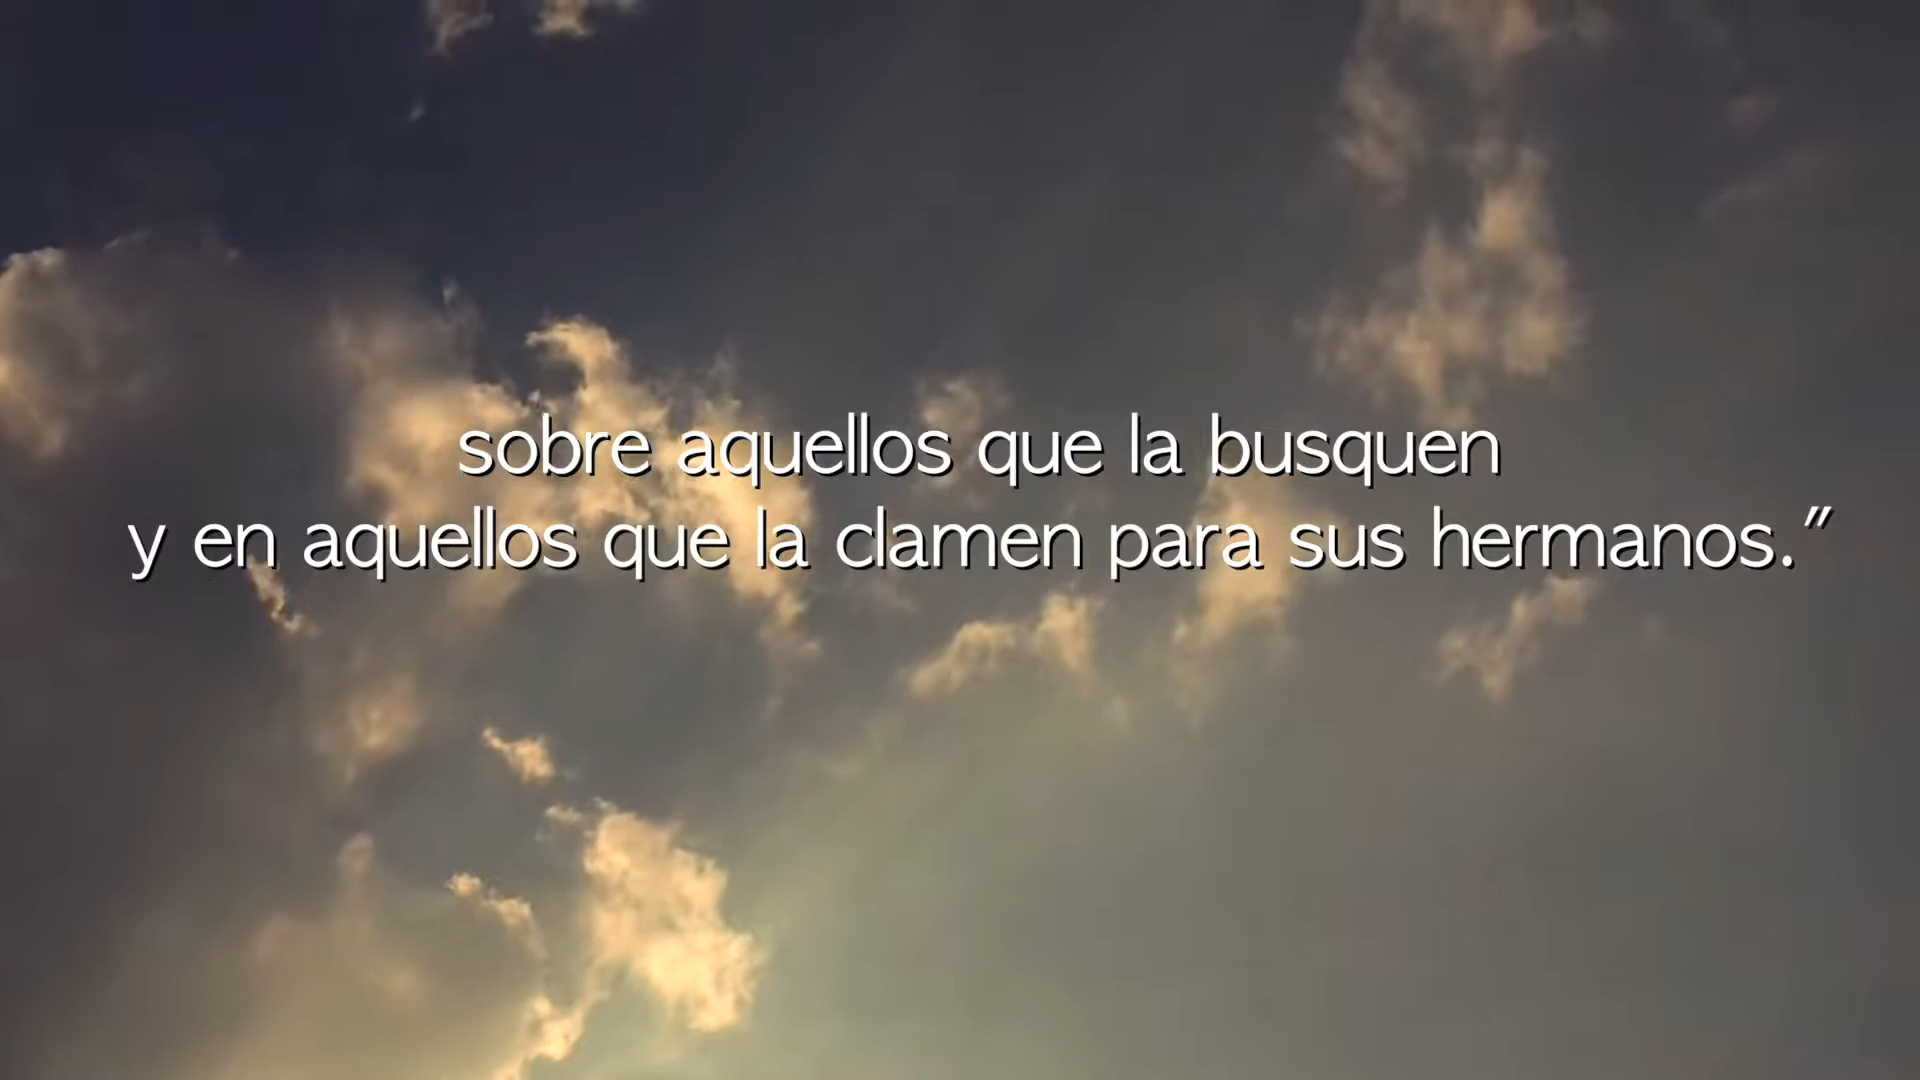 sobre aquellos que la busquen
y en aquellos que la clamen para sus hermanos.”